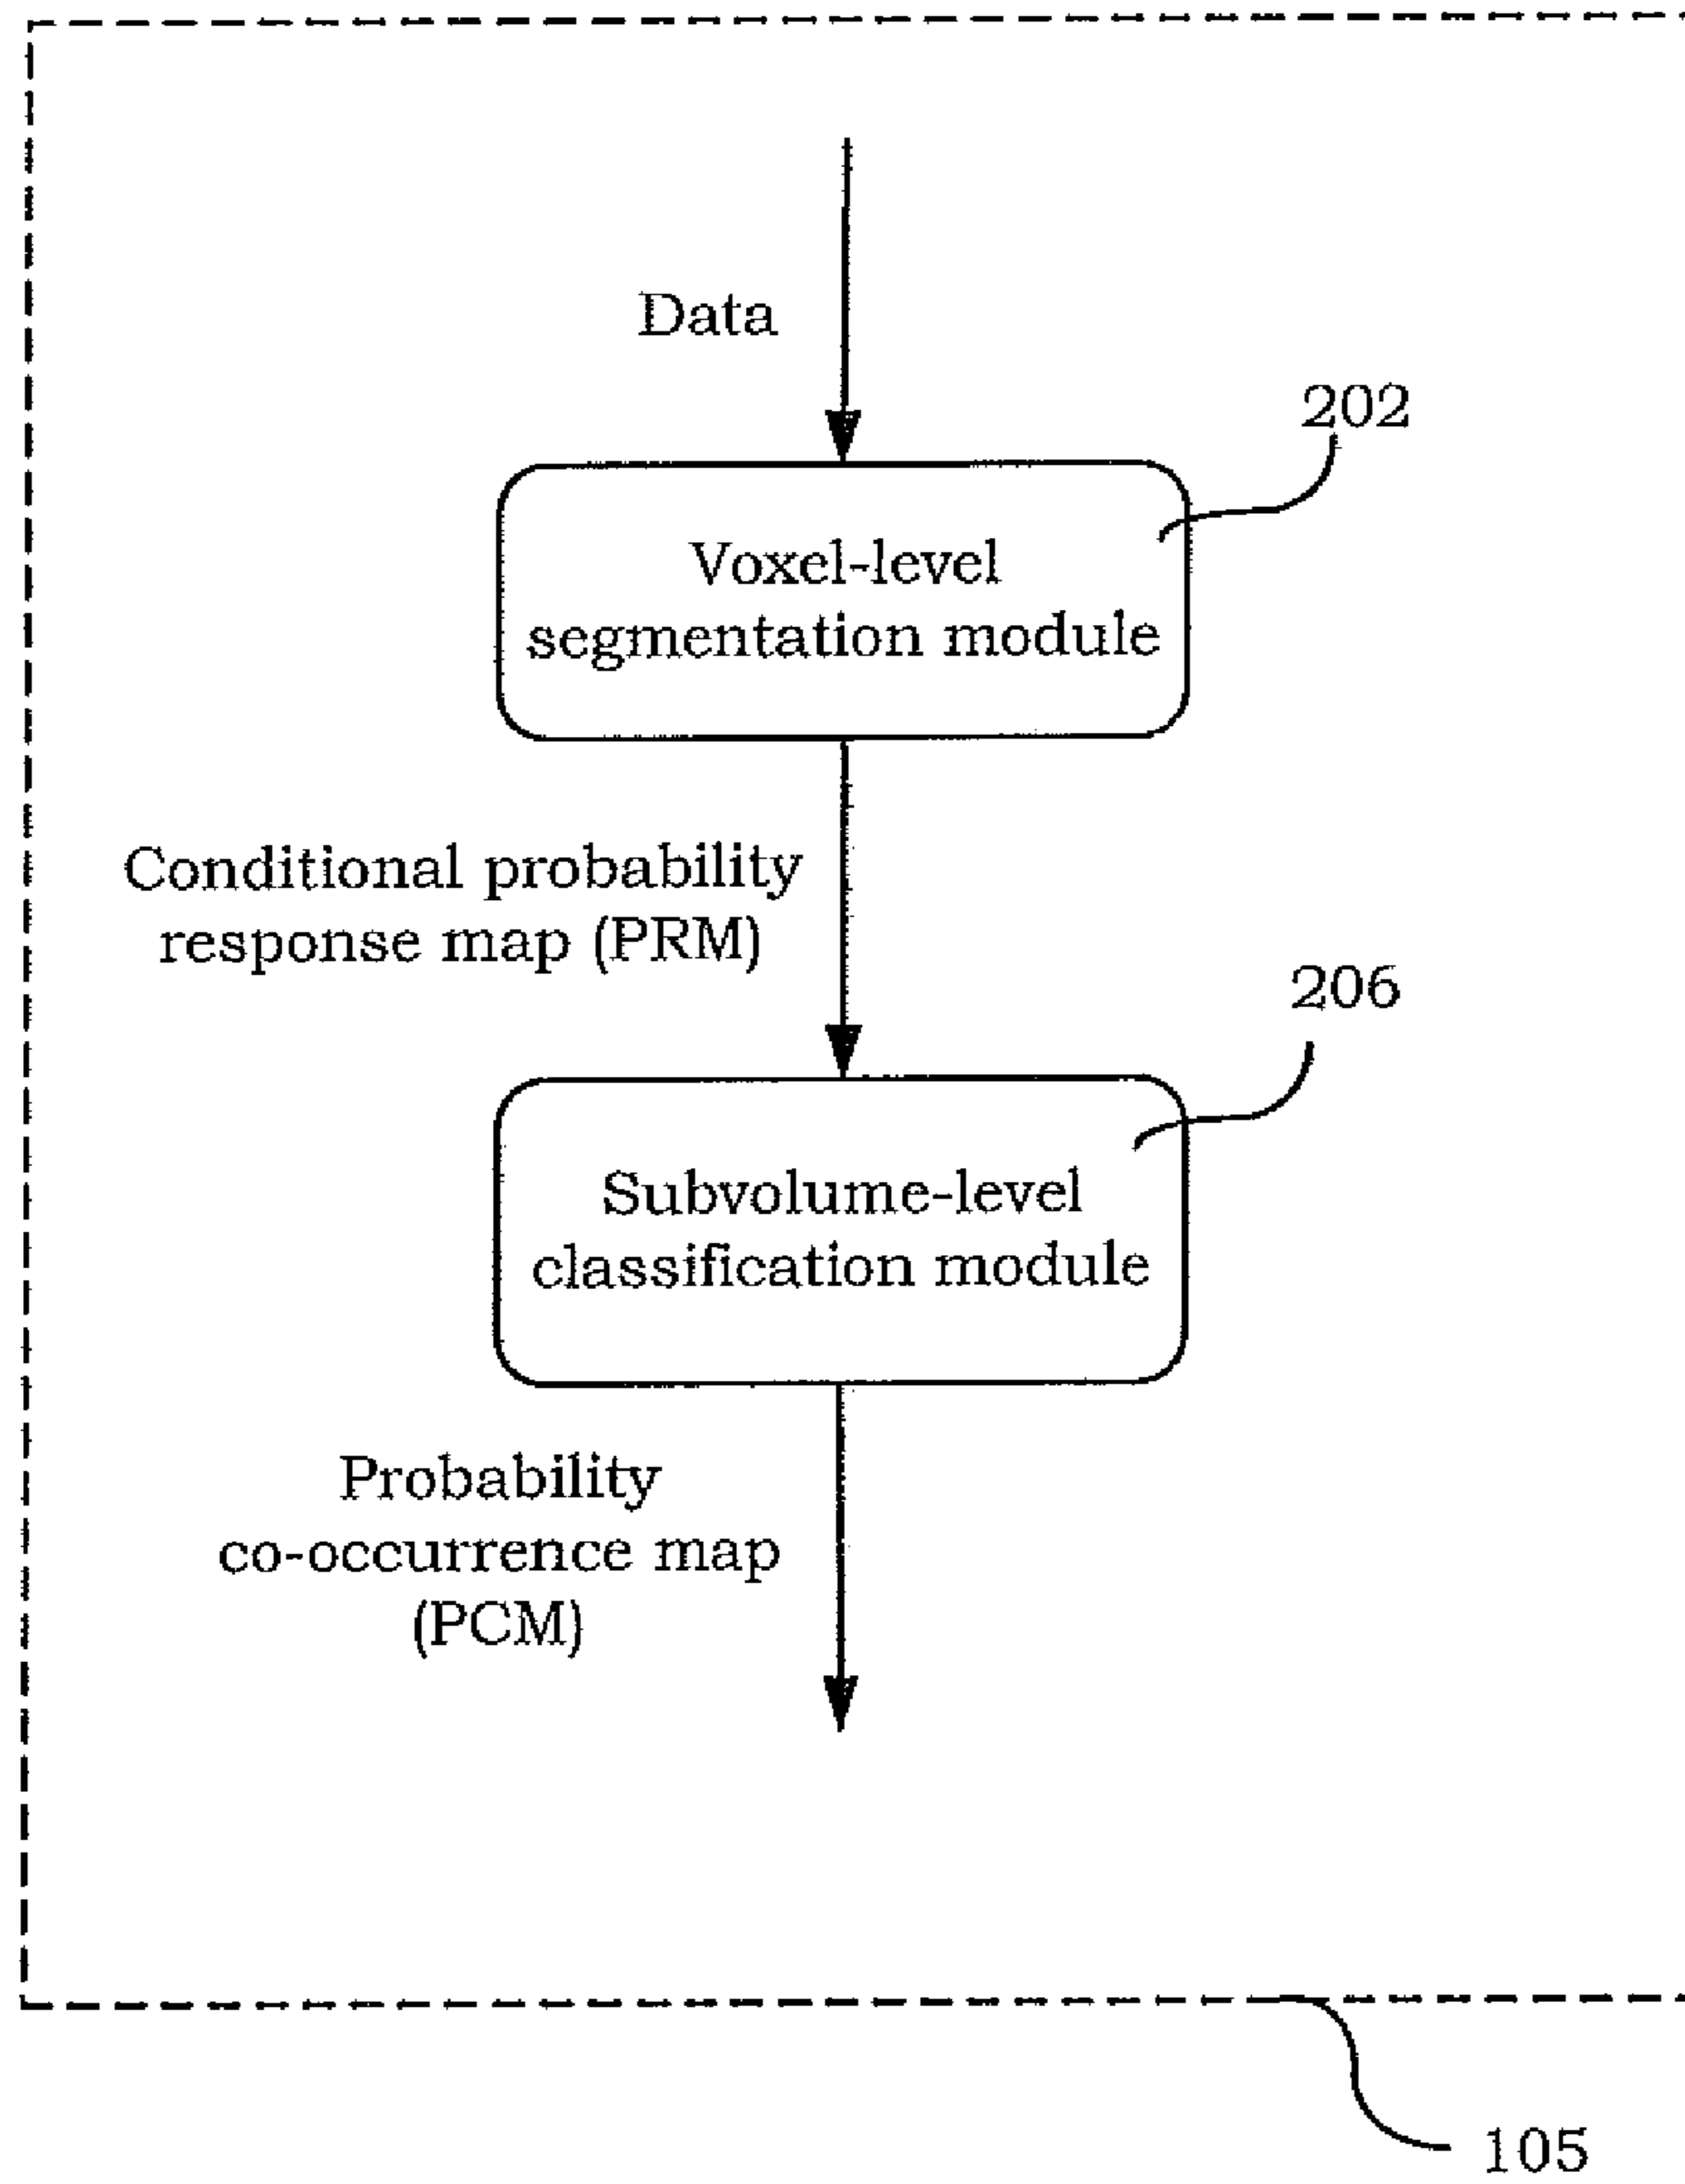 Data
202
Voxel-level
segmentation module
Conditional probability
response map (PRM)
206
Subvolume-level
classification module
Probability
co-occurrence map
(PCM)
105